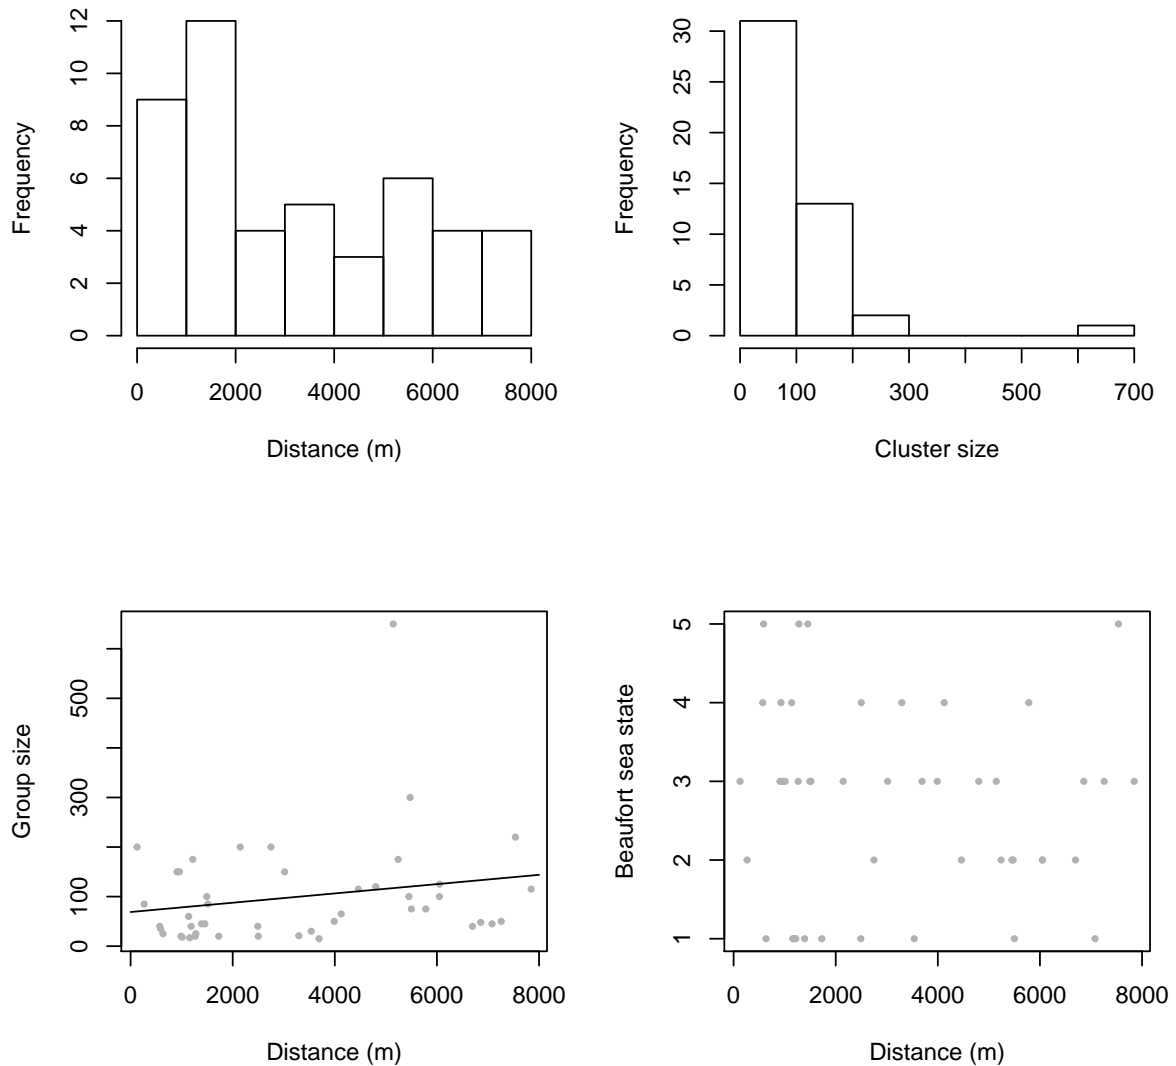 Frequency
0 2 4 6 8 10 12
0 2000 4000 6000 8000
Distance (m)
Frequency
0 5 10 15 20 25 30
0 100 300 500 700
Cluster size
Group size
0 100 300 500
0 2000 4000 6000 8000
Distance (m)
Beaufort sea state
1 2 3 4 5
0 2000 4000 6000 8000
Distance (m)